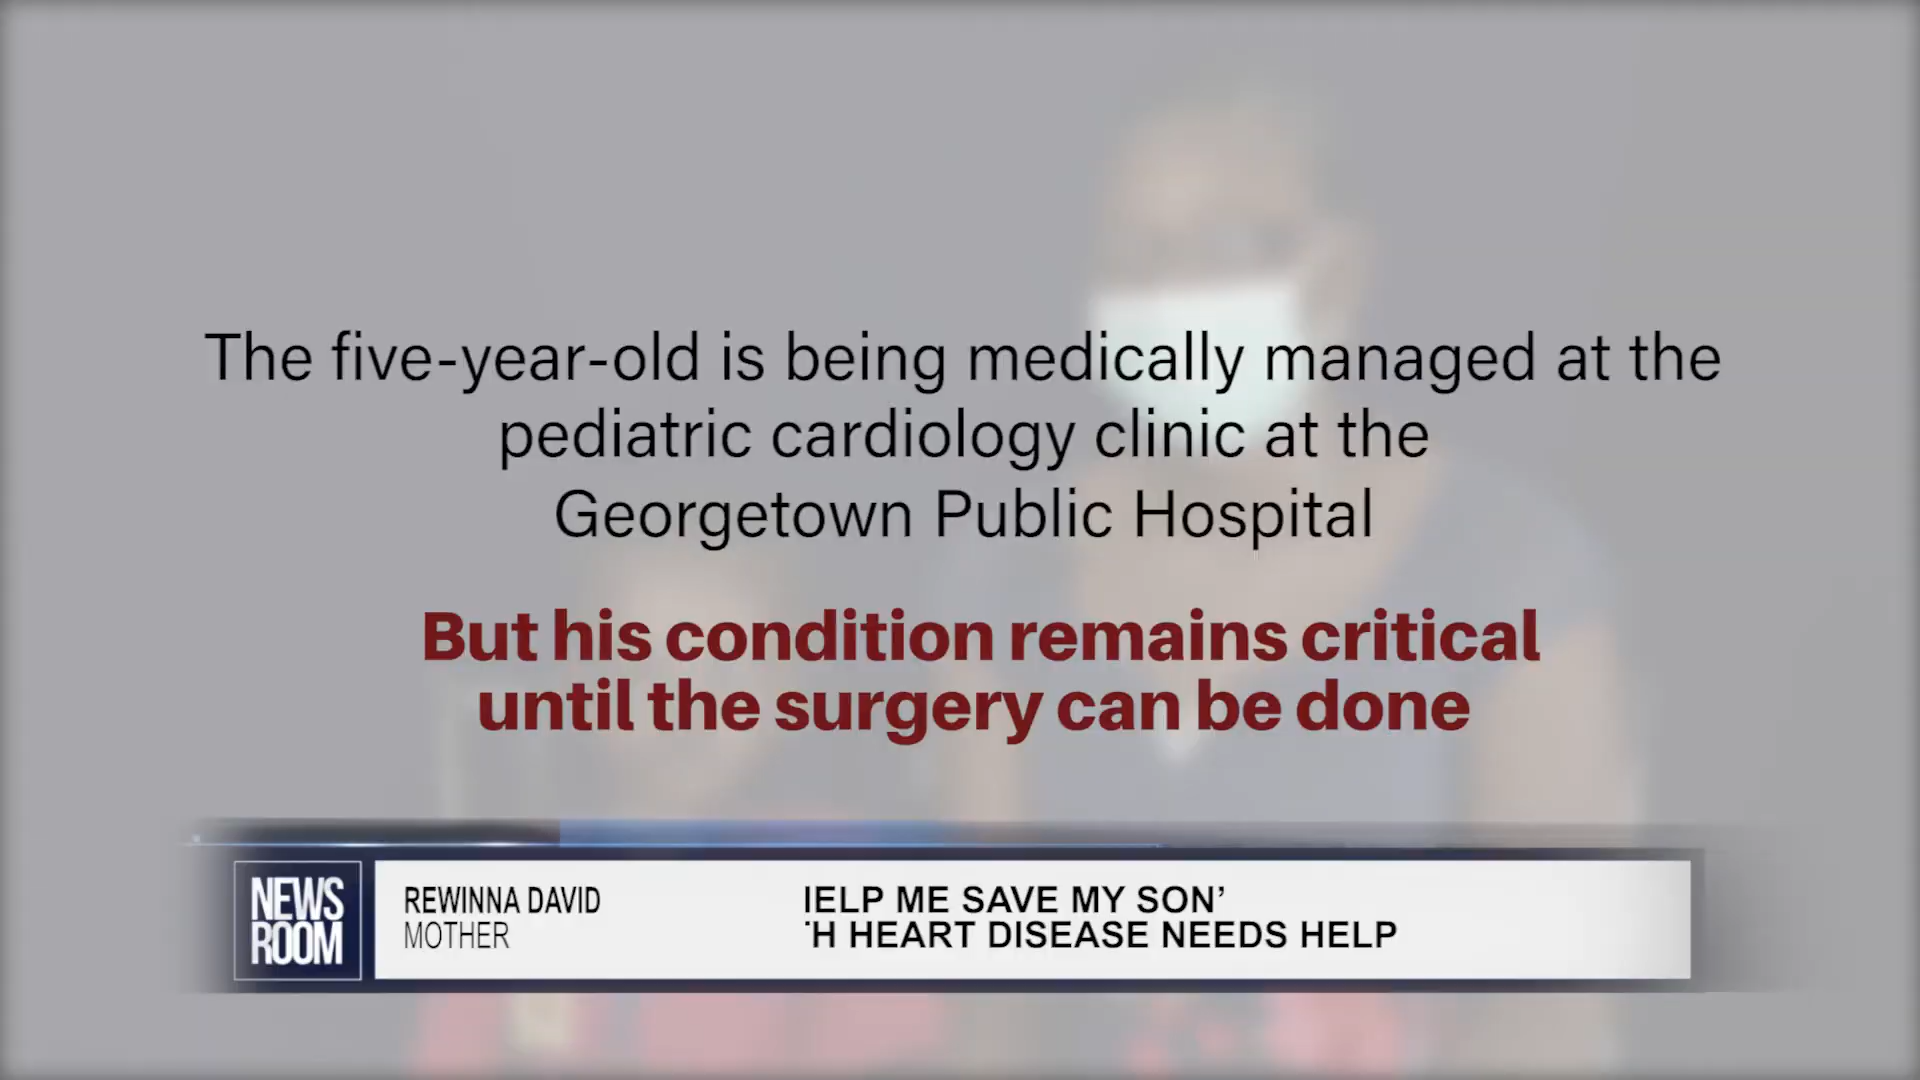 The five-year-old is being medically managed at the
pediatric cardiology clinic at the
Georgetown Public Hospital
But his condition remains critical
until the surgery can be done
NEWS
ROOM
REWINNA DAVID
MOTHER
ELP ME SAVE MY SON’
H HEART DISEASE NEEDS HELP